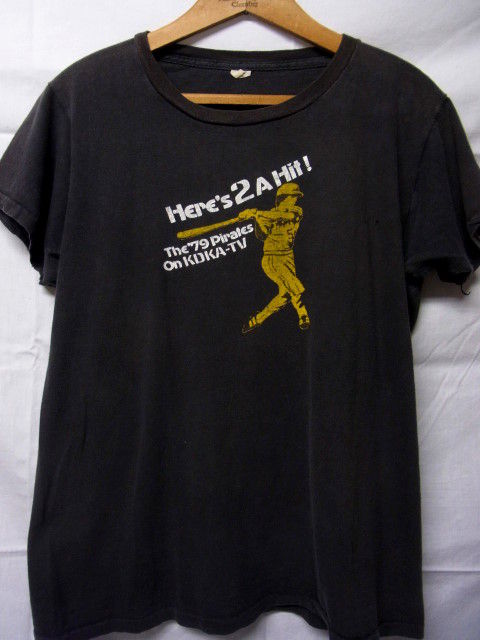 Here's 2 A Hit!
The '79 Pirates
On KDKA-TV